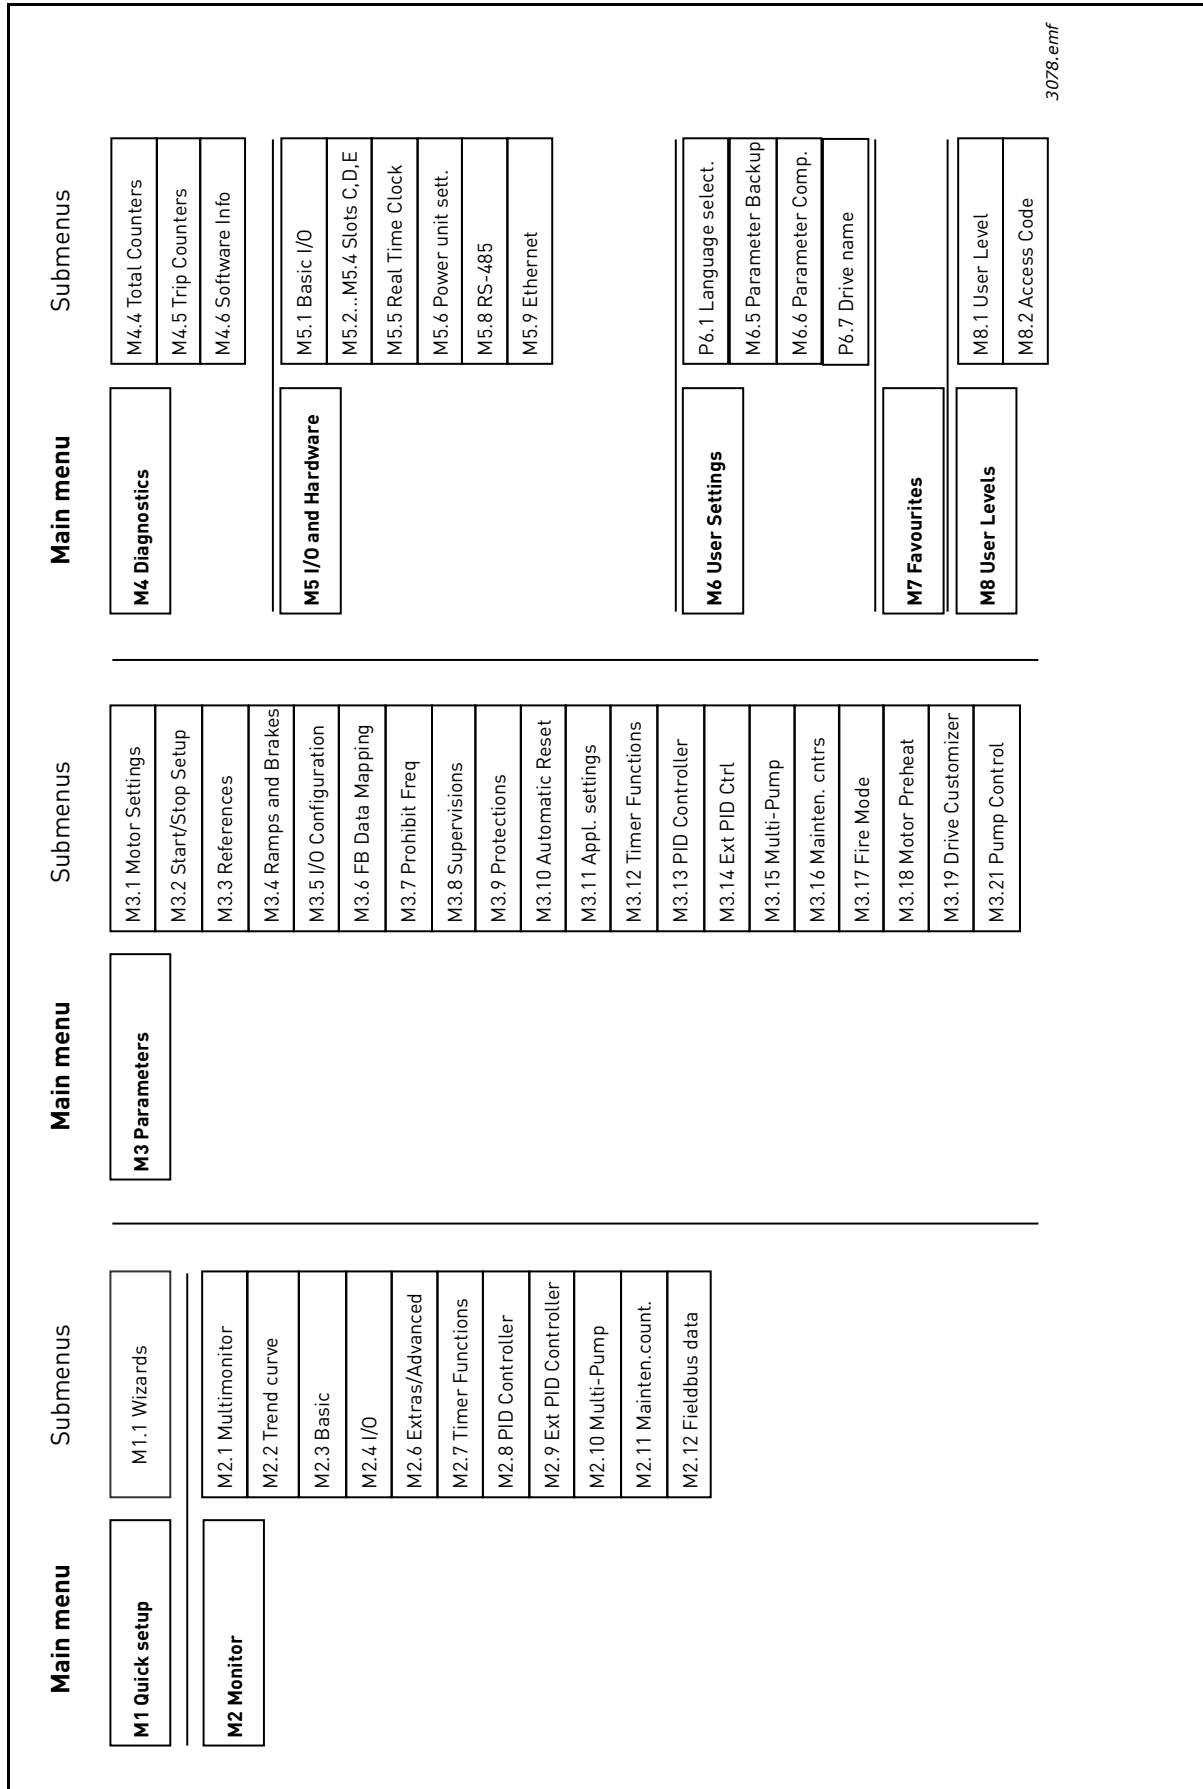 Main menu
Submenus
M1 Quick setup
M1.1 Wizards
M2 Monitor
M2.1 Multimonitor
M2.2 Trend curve
M2.3 Basic
M2.4 I/O
M2.6 Extras/Advanced
M2.7 Timer Functions
M2.8 PID Controller
M2.9 Ext PID Controller
M2.10 Multi-Pump
M2.11 Mainten.count.
M2.12 Fieldbus data
Main menu
Submenus
M3 Parameters
M3.1 Motor Settings
M3.2 Start/Stop Setup
M3.3 References
M3.4 Ramps and Brakes
M3.5 I/O Configuration
M3.6 FB Data Mapping
M3.7 Prohibit Freq
M3.8 Supervisions
M3.9 Protections
M3.10 Automatic Reset
M3.11 Appl. settings
M3.12 Timer Functions
M3.13 PID Controller
M3.14 Ext PID Ctrl
M3.15 Multi-Pump
M3.16 Mainten. cntrs
M3.17 Fire Mode
M3.18 Motor Preheat
M3.19 Drive Customizer
M3.21 Pump Control
Main menu
Submenus
M4 Diagnostics
M4.4 Total Counters
M4.5 Trip Counters
M4.6 Software Info
M5 I/O and Hardware
M5.1 Basic I/O
M5.2...M5.4 Slots C,D,E
M5.5 Real Time Clock
M5.6 Power unit sett.
M5.8 RS-485
M5.9 Ethernet
M6 User Settings
P6.1 Language select.
M6.5 Parameter Backup
M6.6 Parameter Comp.
P6.7 Drive name
M7 Favourites
M8 User Levels
M8.1 User Level
M8.2 Access Code
3078.emf